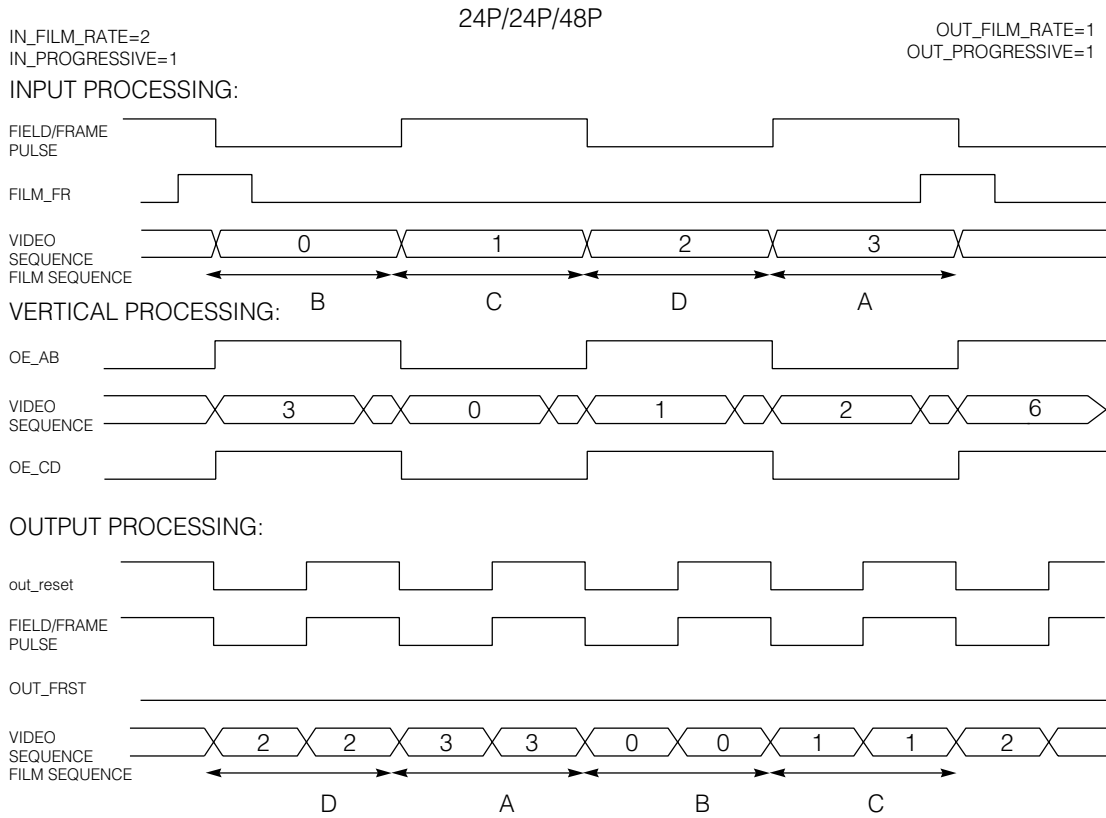 24P/24P/48P
IN_FILM_RATE=2
IN_PROGRESSIVE=1
OUT_FILM_RATE=1
OUT_PROGRESSIVE=1
INPUT PROCESSING:
FIELD/FRAME
PULSE
FILM_FR
VIDEO
SEQUENCE
0 1 2 3
FILM SEQUENCE
B C D A
VERTICAL PROCESSING:
OE_AB
VIDEO
SEQUENCE
3 0 1 2 6
OE_CD
OUTPUT PROCESSING:
out_reset
FIELD/FRAME
PULSE
OUT_FRST
VIDEO
SEQUENCE
2 2 3 3 0 0 1 1 2
FILM SEQUENCE
D A B C